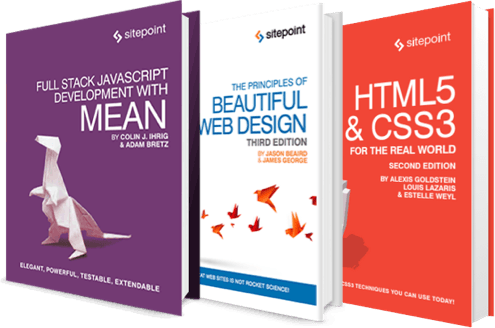 sitepoint
FULL STACK JAVASCRIPT
DEVELOPMENT WITH
MEAN
BY COLIN J. IHRIG
& ADAM BRETZ
ELEGANT, POWERFUL, TESTABLE, EXTENDABLE
sitepoint
THE PRINCIPLES OF
BEAUTIFUL
WEB DESIGN
THIRD EDITION
BY JASON BEAIRD
& JAMES GEORGE
AT WEB SITES IS NOT ROCKET SCIENCE!
sitepoint
HTML5
& CSS3
FOR THE REAL WORLD
SECOND EDITION
BY ALEXIS GOLDSTEIN
LOUIS LAZARIS
& ESTELLE WEYL
CSS3 TECHNIQUES YOU CAN USE TODAY!